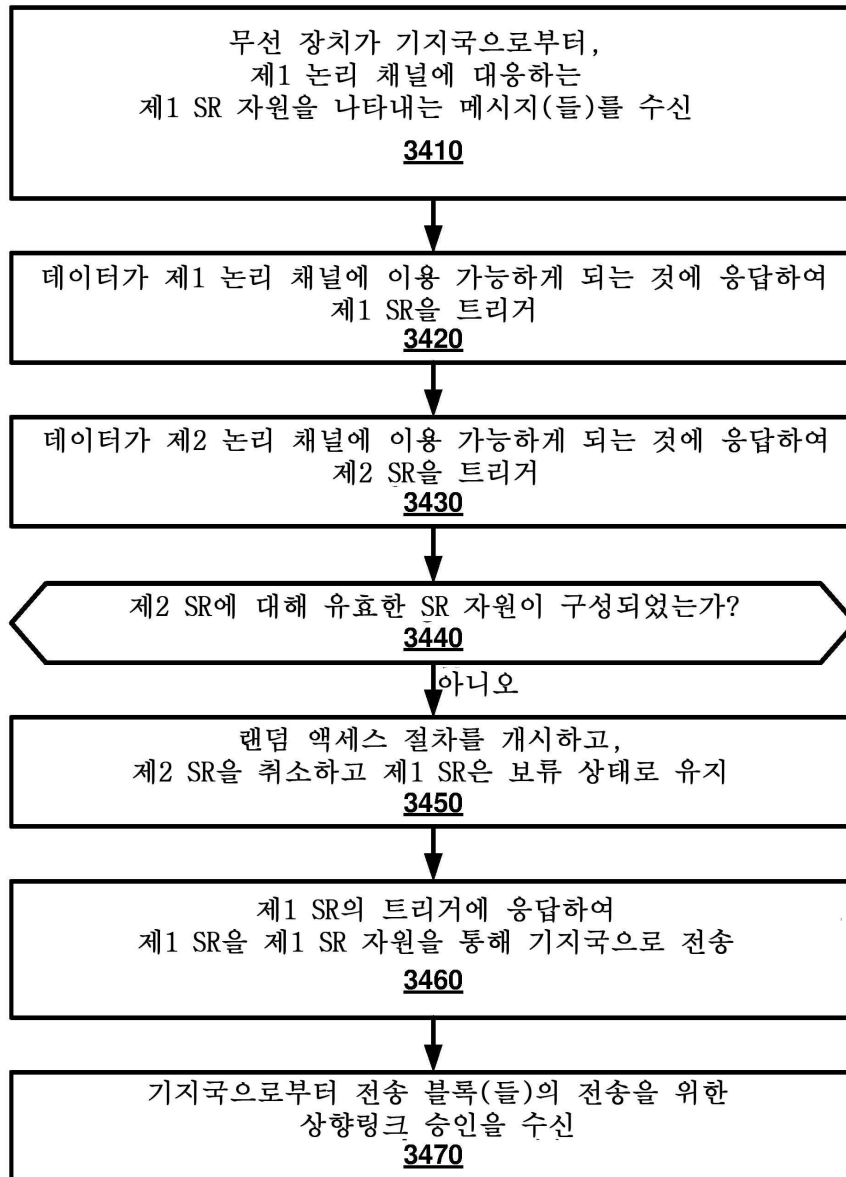 무선 장치가 기지국으로부터,
제1 논리 채널에 대응하는
제1 SR 자원을 나타내는 메시지(들)를 수신
3410
데이터가 제1 논리 채널에 이용 가능하게 되는 것에 응답하여
제1 SR을 트리거
3420
데이터가 제2 논리 채널에 이용 가능하게 되는 것에 응답하여
제2 SR을 트리거
3430
제2 SR에 대해 유효한 SR 자원이 구성되었는가?
3440
아니오
랜덤 액세스 절차를 개시하고,
제2 SR을 취소하고 제1 SR은 보류 상태로 유지
3450
제1 SR의 트리거에 응답하여
제1 SR을 제1 SR 자원을 통해 기지국으로 전송
3460
기지국으로부터 전송 블록(들)의 전송을 위한
상향링크 승인을 수신
3470